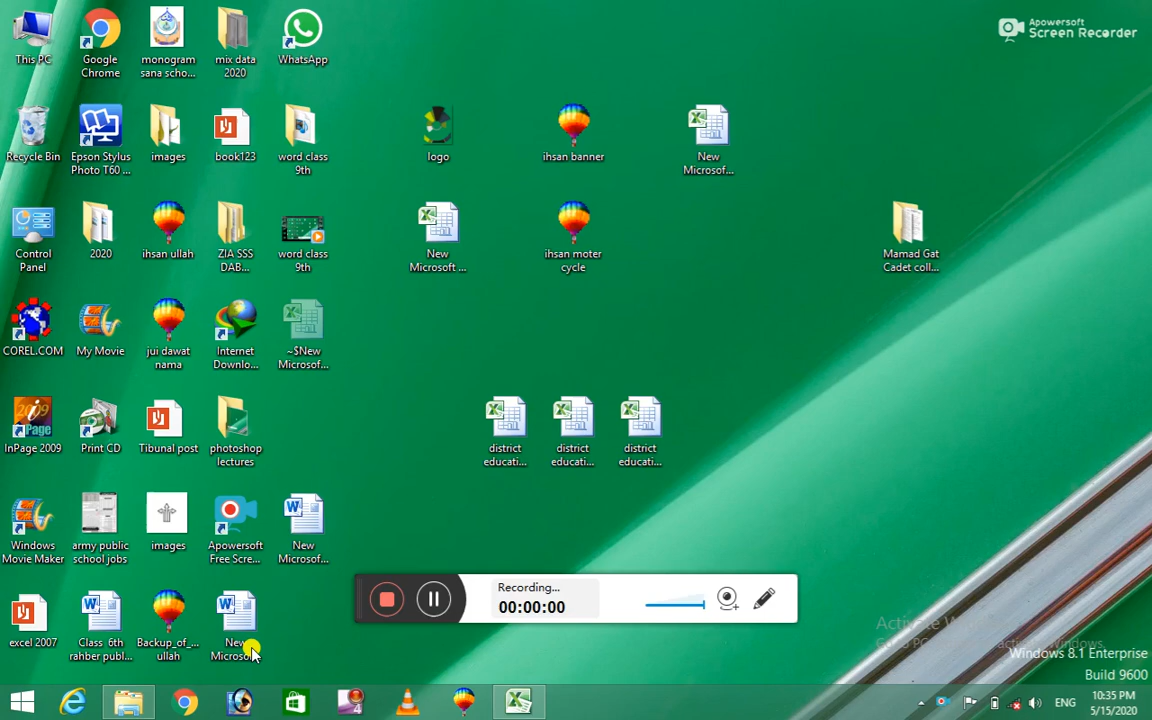 Apowersoft
Screen Recorder
This PC
Google
Chrome
monogram
sana scho...
mix data
2020
WhatsApp
Recycle Bin
Epson Stylus
Photo T60 ...
images
book123
word class
9th
logo
ihsan banner
New
Microsof...
Control
Panel
2020
ihsan ullah
ZIA SSS
DAB...
word class
9th
New
Microsoft ...
ihsan moter
cycle
Mamad Gat
Cadet coll...
COREL.COM
My Movie
jui dawat
nama
Internet
Downlo...
~$New
Microsof...
InPage 2009
Print CD
Tibunal post
photoshop
lectures
district
educati...
district
educati...
district
educati...
Windows
Movie Maker
army public
school jobs
images
Apowersoft
Free Scre...
New
Microsof...
Recording...
00:00:00
excel 2007
Class 6th
rahber publ...
Backup_of_...
ullah
New
Microsof...
Activate
Windows 8.1 Enterprise
Build 9600
ENG
10:35 PM
5/15/2020